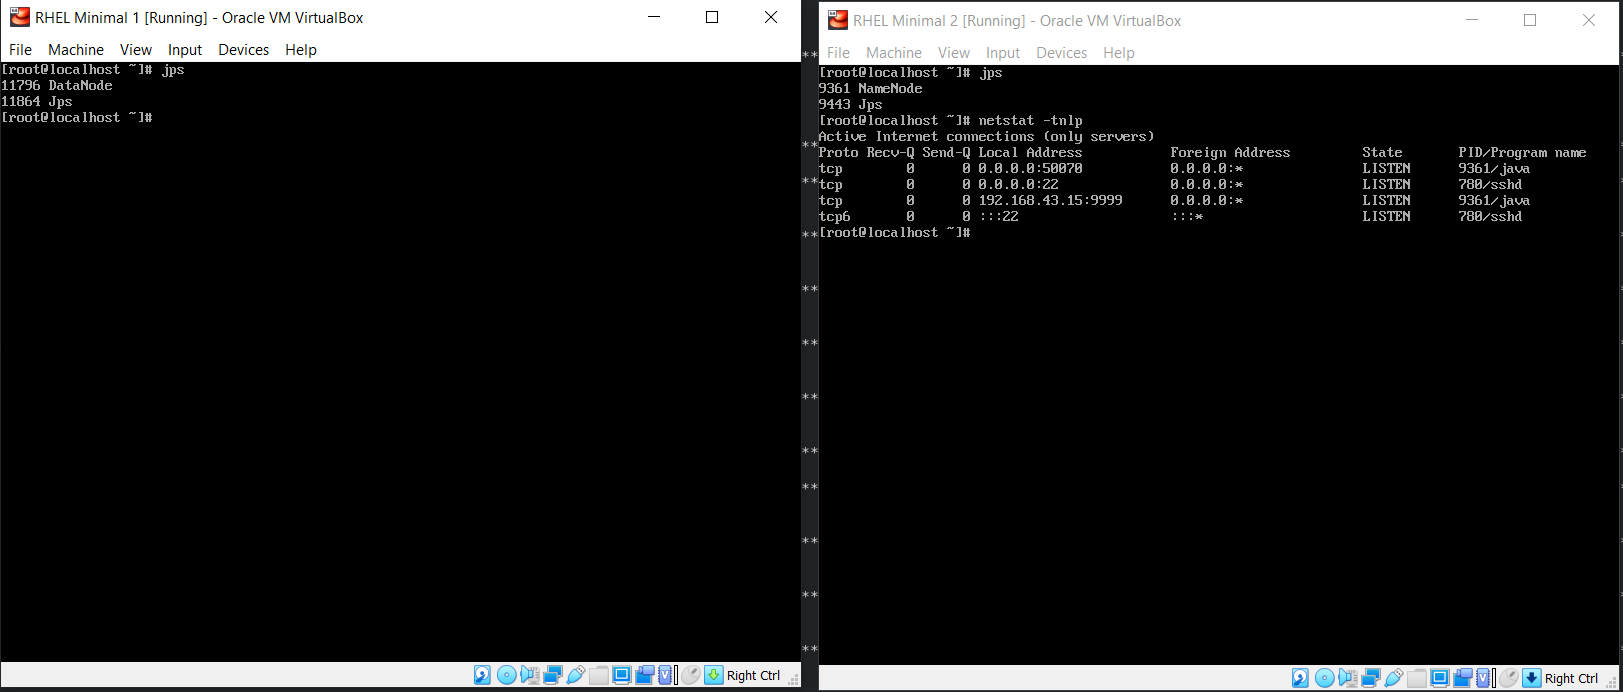 RHEL Minimal 1 [Running] - Oracle VM VirtualBox
File Machine View Input Devices Help
[root@localhost ~]# jps
11796 DataNode
11864 Jps
[root@localhost ~]#
Right Ctrl
**
**
**
**
**
**
**
**
**
**
**
**
RHEL Minimal 2 [Running] - Oracle VM VirtualBox
File Machine View Input Devices Help
[root@localhost ~]# jps
9361 NameNode
9443 Jps
[root@localhost ~]# netstat -tnlp
Active Internet connections (only servers)
Proto Recv-Q Send-Q Local Address Foreign Address State PID/Program name
tcp 0 0 0.0.0.0:50070 0.0.0.0:* LISTEN 9361/java
tcp 0 0 0.0.0.0:22 0.0.0.0:* LISTEN 780/sshd
tcp 0 0 192.168.43.15:9999 0.0.0.0:* LISTEN 9361/java
tcp6 0 0 :::22 :::* LISTEN 780/sshd
[root@localhost ~]#
Right Ctrl